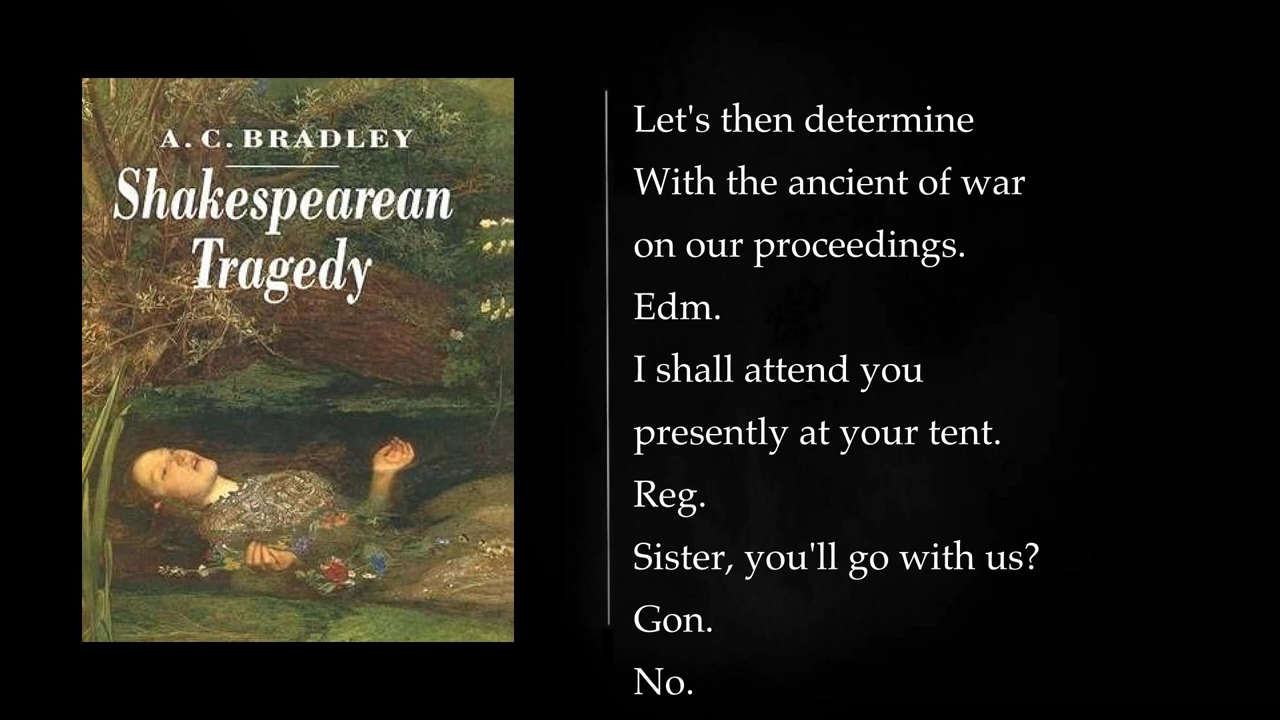 A. C. BRADLEY
Shakespearean
Tragedy
Let's then determine
With the ancient of war
on our proceedings.
Edm.
I shall attend you
presently at your tent.
Reg.
Sister, you'll go with us?
Gon.
No.